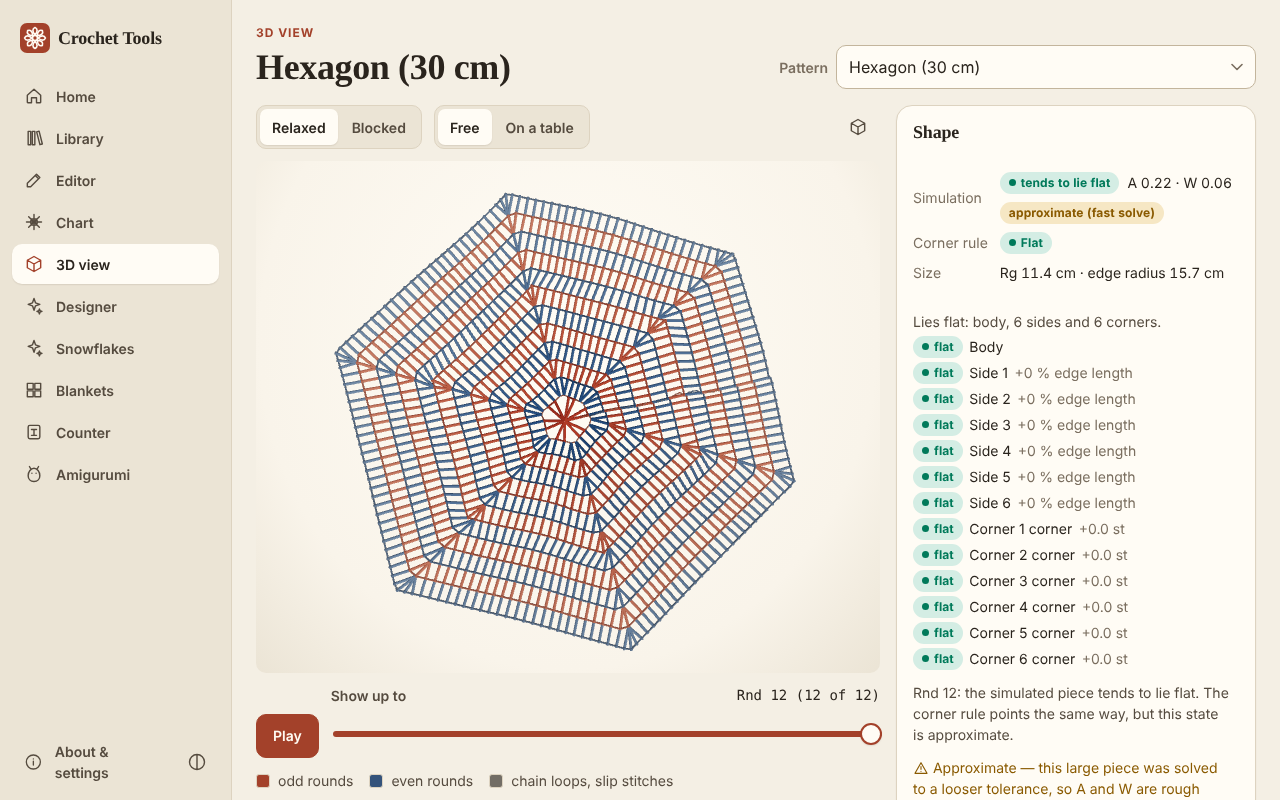 Crochet Tools
Home
Library
Editor
Chart
3D view
Designer
Snowflakes
Blankets
Counter
Amigurumi
About & settings
3D VIEW
Hexagon (30 cm)
Pattern
Hexagon (30 cm)
Relaxed
Blocked
Free
On a table
Show up to
Rnd 12 (12 of 12)
Play
odd rounds
even rounds
chain loops, slip stitches
Shape
Simulation
tends to lie flat
A 0.22 · W 0.06
approximate (fast solve)
Corner rule
Flat
Size
Rg 11.4 cm · edge radius 15.7 cm
Lies flat: body, 6 sides and 6 corners.
flat Body
flat Side 1 +0 % edge length
flat Side 2 +0 % edge length
flat Side 3 +0 % edge length
flat Side 4 +0 % edge length
flat Side 5 +0 % edge length
flat Side 6 +0 % edge length
flat Corner 1 corner +0.0 st
flat Corner 2 corner +0.0 st
flat Corner 3 corner +0.0 st
flat Corner 4 corner +0.0 st
flat Corner 5 corner +0.0 st
flat Corner 6 corner +0.0 st
Rnd 12: the simulated piece tends to lie flat. The
corner rule points the same way, but this state
is approximate.
Approximate — this large piece was solved
to a looser tolerance, so A and W are rough